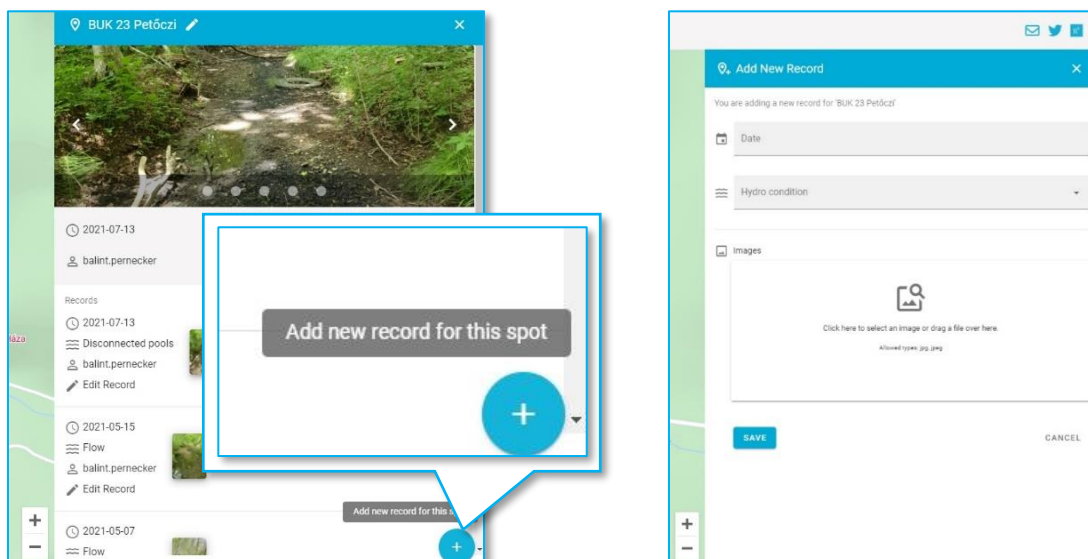 BUK 23 Petőczi
2021-07-13
balint.pernecker
Records
2021-07-13
Disconnected pools
balint.pernecker
Edit Record
2021-05-15
Flow
balint.pernecker
Edit Record
2021-05-07
Flow
Add new record for this spot
+
Add new record for this s
+
+
−
Add New Record
You are adding a new record for 'BUK 23 Petőczi'
Date
Hydro condition
Images
Click here to select an image or drag a file over here.
Allowed types: jpg, jpeg
SAVE
CANCEL
+
−